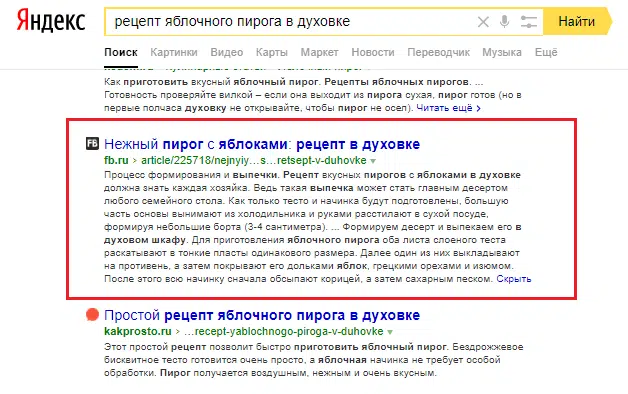 Яндекс
рецепт яблочного пирога в духовке
Найти
Поиск Картинки Видео Карты Маркет Новости Переводчик Музыка Ещё
Как приготовить вкусный яблочный пирог. Рецепты яблочных пирогов. ...
Готовность проверяйте вилкой – если она выходит из пирога сухая, пирог готов (но в
первые полчаса духовку не открывайте, чтобы пирог не осел). Читать ещё >
FB Нежный пирог с яблоками: рецепт в духовке
fb.ru › article/225718/nejnyiy…s…retsept-v-duhovke
Процесс формирования и выпечки. Рецепт вкусных пирогов с яблоками в духовке
должна знать каждая хозяйка. Ведь такая выпечка может стать главным десертом
любого семейного стола. Как только тесто и начинка будут подготовлены, большую
часть основы вынимают из холодильника и руками расстилают в сухой посуде,
формируя небольшие борта (3-4 сантиметра). ... Формируем десерт и выпекаем его в
духовом шкафу. Для приготовления яблочного пирога оба листа слоеного теста
раскатывают в тонкие пласты одинакового размера. Далее один из них выкладывают
на противень, а затем покрывают его дольками яблок, грецкими орехами и изюмом.
После этого всю начинку сначала обсыпают корицей, а затем сахарным песком. Скрыть
Простой рецепт яблочного пирога в духовке
kakprosto.ru › …recept-yablochnogo-piroga-v-duhovke
Этот простой рецепт позволит быстро приготовить яблочный пирог. Бездрожжевое
бисквитное тесто готовится очень просто, а яблочная начинка не требует особой
обработки. Пирог получается воздушным, нежным и очень вкусным.